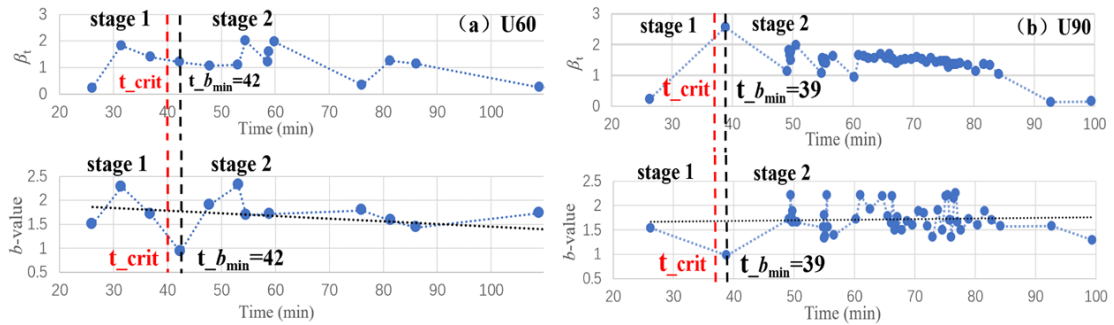 stage 1
stage 2
(a) U60
3
2
1
0
βt
t_crit
t_bmin=42
20 30 40 50 60 70 80 90 100
Time (min)
stage 1
stage 2
2.5
2
1.5
1
0.5
b-value
t_crit
t_bmin=42
20 30 40 50 60 70 80 90 100
Time (min)
stage 1
stage 2
(b) U90
3
2
1
0
βt
t_crit
t_bmin=39
20 30 40 50 60 70 80 90 100
Time (min)
stage 1
stage 2
2.5
2
1.5
1
0.5
b-value
t_crit
t_bmin=39
20 30 40 50 60 70 80 90 100
Time (min)